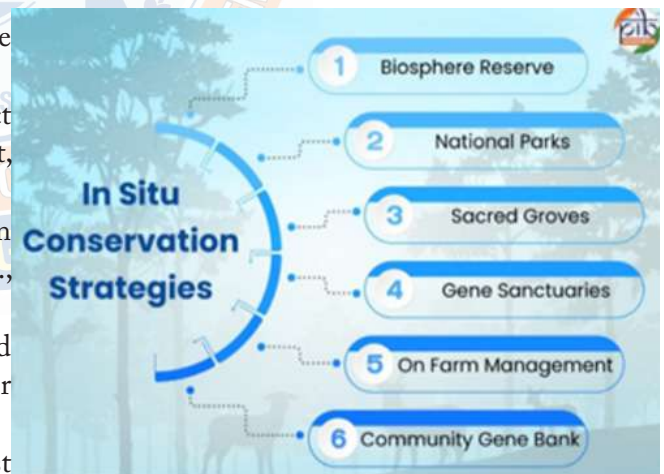 In Situ
Conservation
Strategies
pib
1 Biosphere Reserve
2 National Parks
3 Sacred Groves
4 Gene Sanctuaries
5 On Farm Management
6 Community Gene Bank